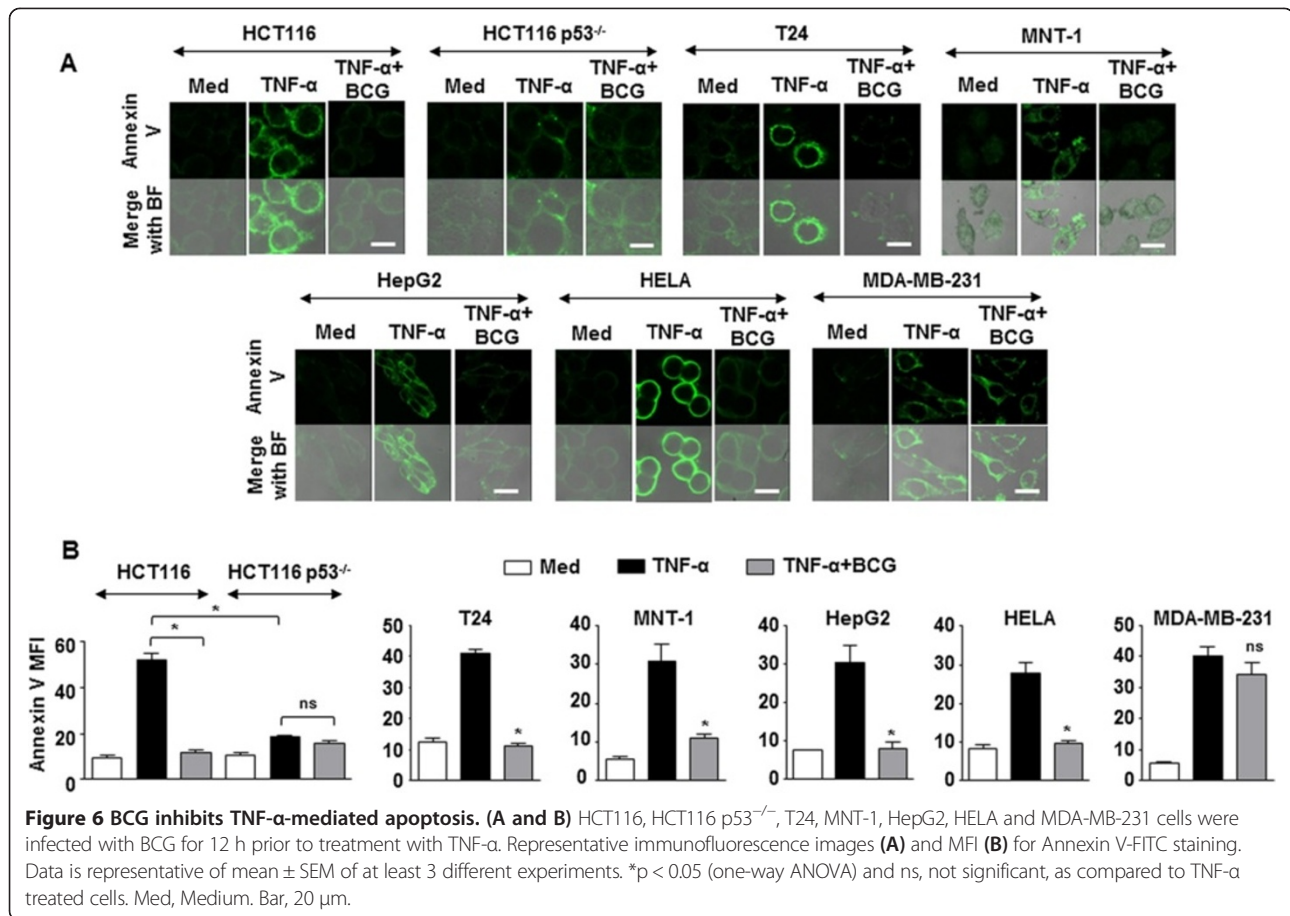 HCT116 HCT116 p53-/- T24 MNT-1
A
Med TNF-α TNF-α+ BCG Med TNF-α TNF-α+ BCG Med TNF-α TNF-α+ BCG Med TNF-α TNF-α+ BCG
Annexin V
Merge with BF
HepG2 HELA MDA-MB-231
Med TNF-α TNF-α+ BCG Med TNF-α TNF-α+ BCG Med TNF-α TNF-α+ BCG
Annexin V
Merge with BF
B
HCT116 HCT116 p53-/-
Med TNF-α TNF-α+BCG
Annexin V MFI
60
40
20
0
*
*
ns
T24
50
40
30
20
10
0
*
MNT-1
40
30
20
10
0
*
HepG2
40
30
20
10
0
*
HELA
40
30
20
10
0
*
MDA-MB-231
50
40
30
20
10
0
ns
Figure 6 BCG inhibits TNF-α-mediated apoptosis. (A and B) HCT116, HCT116 p53−/−, T24, MNT-1, HepG2, HELA and MDA-MB-231 cells were
infected with BCG for 12 h prior to treatment with TNF-α. Representative immunofluorescence images (A) and MFI (B) for Annexin V-FITC staining.
Data is representative of mean ± SEM of at least 3 different experiments. *p < 0.05 (one-way ANOVA) and ns, not significant, as compared to TNF-α
treated cells. Med, Medium. Bar, 20 μm.